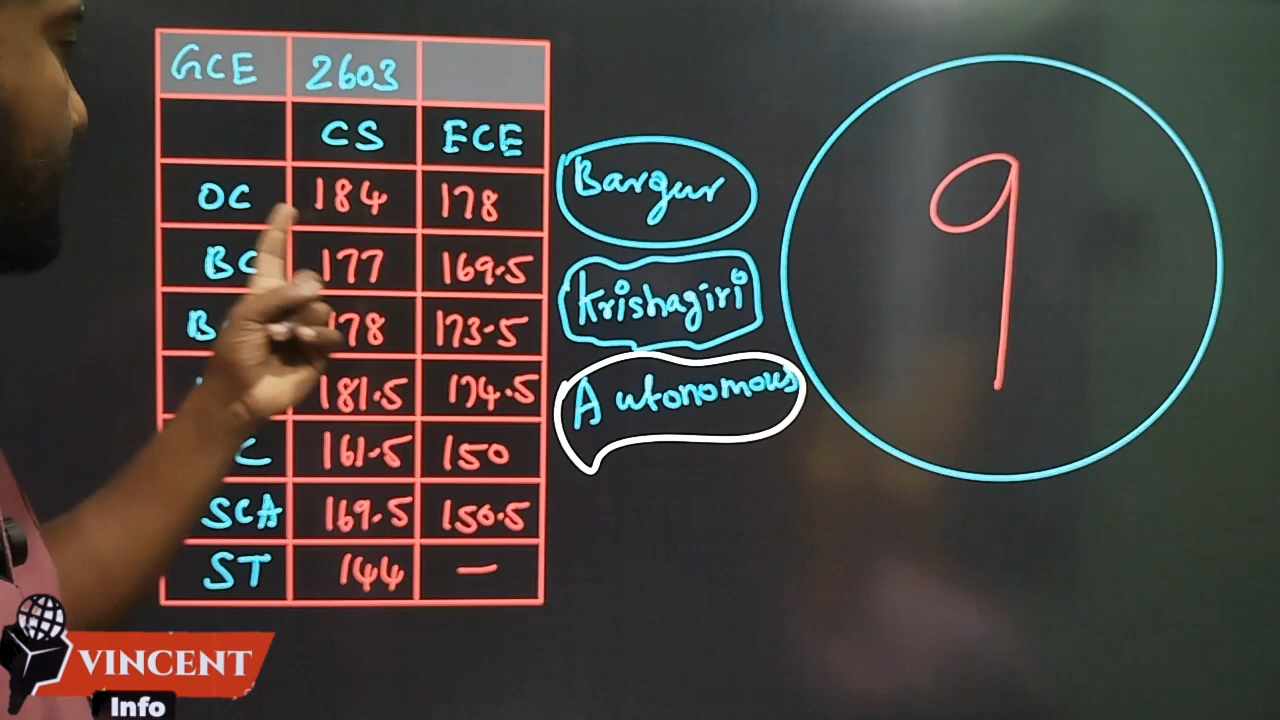 GCE 2603
CS ECE
OC 184 178
BC 177 169.5
B 178 173.5
181.5 174.5
C 161.5 150
SCA 169.5 150.5
ST 144 —
Bargur
Krishagiri
Autonomous
9
VINCENT
Info